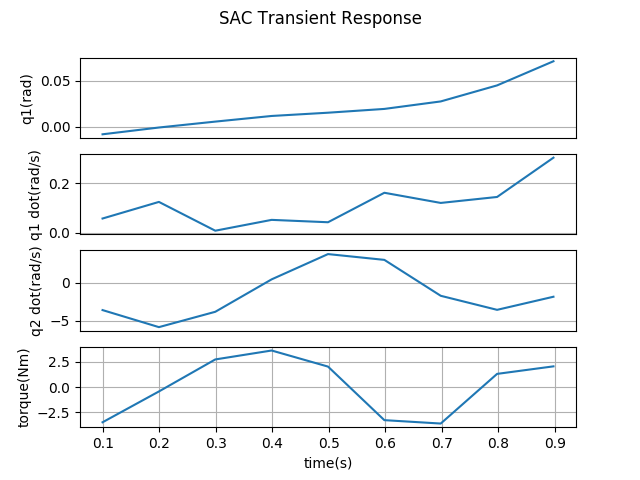 SAC Transient Response
q1(rad)
0.05
0.00
q1 dot(rad/s)
0.2
0.0
q2 dot(rad/s)
0
−5
torque(Nm)
2.5
0.0
−2.5
0.1 0.2 0.3 0.4 0.5 0.6 0.7 0.8 0.9
time(s)